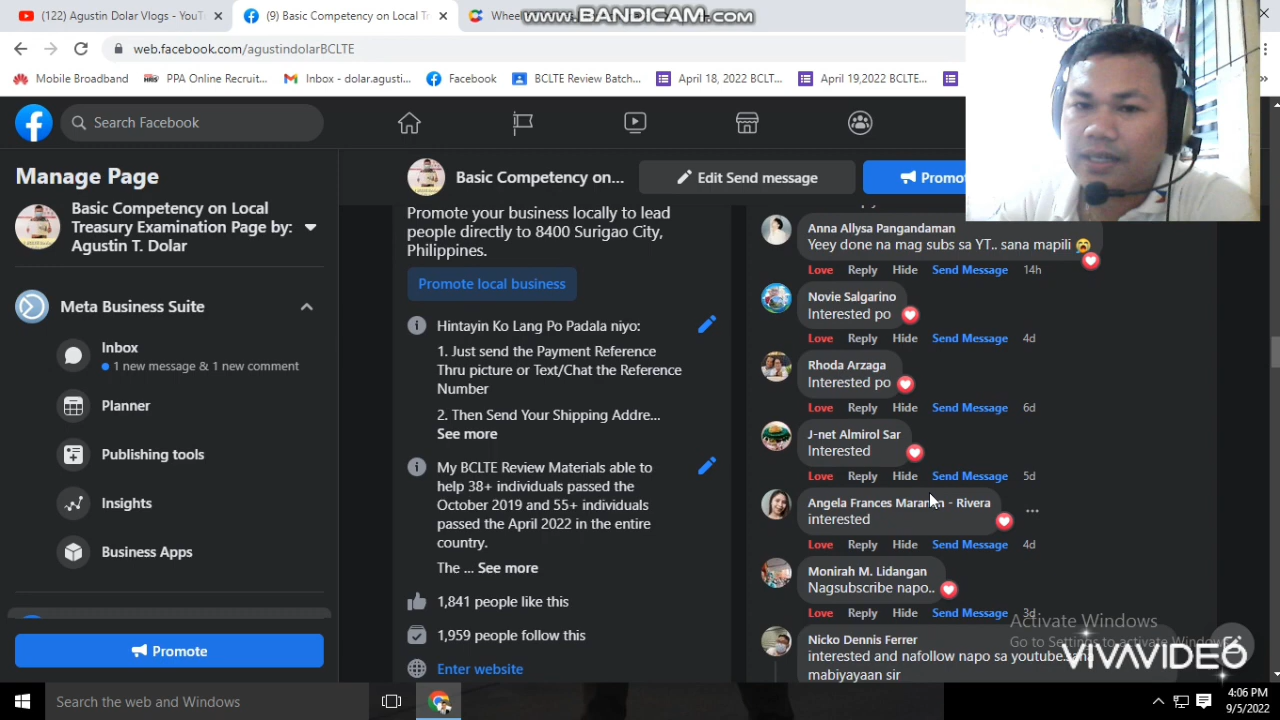 (122) Agustin Dolar Vlogs - YouT
(9) Basic Competency on Local Tr
Whee
www.BANDICAM.com
web.facebook.com/agustindolarBCLTE
Mobile Broadband
PPA Online Recruit...
Inbox - dolar.agusti...
Facebook
BCLTE Review Batch...
April 18, 2022 BCLT...
April 19,2022 BCLTE...
Search Facebook
Manage Page
Basic Competency on Local
Treasury Examination Page by:
Agustin T. Dolar
Meta Business Suite
Inbox
1 new message & 1 new comment
Planner
Publishing tools
Insights
Business Apps
Promote
Basic Competency on...
Edit Send message
Promo
Promote your business locally to lead
people directly to 8400 Surigao City,
Philippines.
Promote local business
Hintayin Ko Lang Po Padala niyo:
1. Just send the Payment Reference
Thru picture or Text/Chat the Reference
Number
2. Then Send Your Shipping Addre...
See more
My BCLTE Review Materials able to
help 38+ individuals passed the
October 2019 and 55+ individuals
passed the April 2022 in the entire
country.
The ... See more
1,841 people like this
1,959 people follow this
Enter website
Anna Allysa Pangandaman
Yeey done na mag subs sa YT.. sana mapili
Love Reply Hide Send Message 14h
Novie Salgarino
Interested po
Love Reply Hide Send Message 4d
Rhoda Arzaga
Interested po
Love Reply Hide Send Message 6d
J-net Almirol Sar
Interested
Love Reply Hide Send Message 5d
Angela Frances - Rivera
interested
Love Reply Hide Send Message 4d
Monirah M. Lidangan
Nagsubscribe napo..
Love Reply Hide Send Message 3d
Nicko Dennis Ferrer
interested and nafollow napo sa youtube.sana
mabiyayaan sir
Activate Windows
Go to Settings to activate Windows.
VIVAVIDEO
Search the web and Windows
4:06 PM
9/5/2022